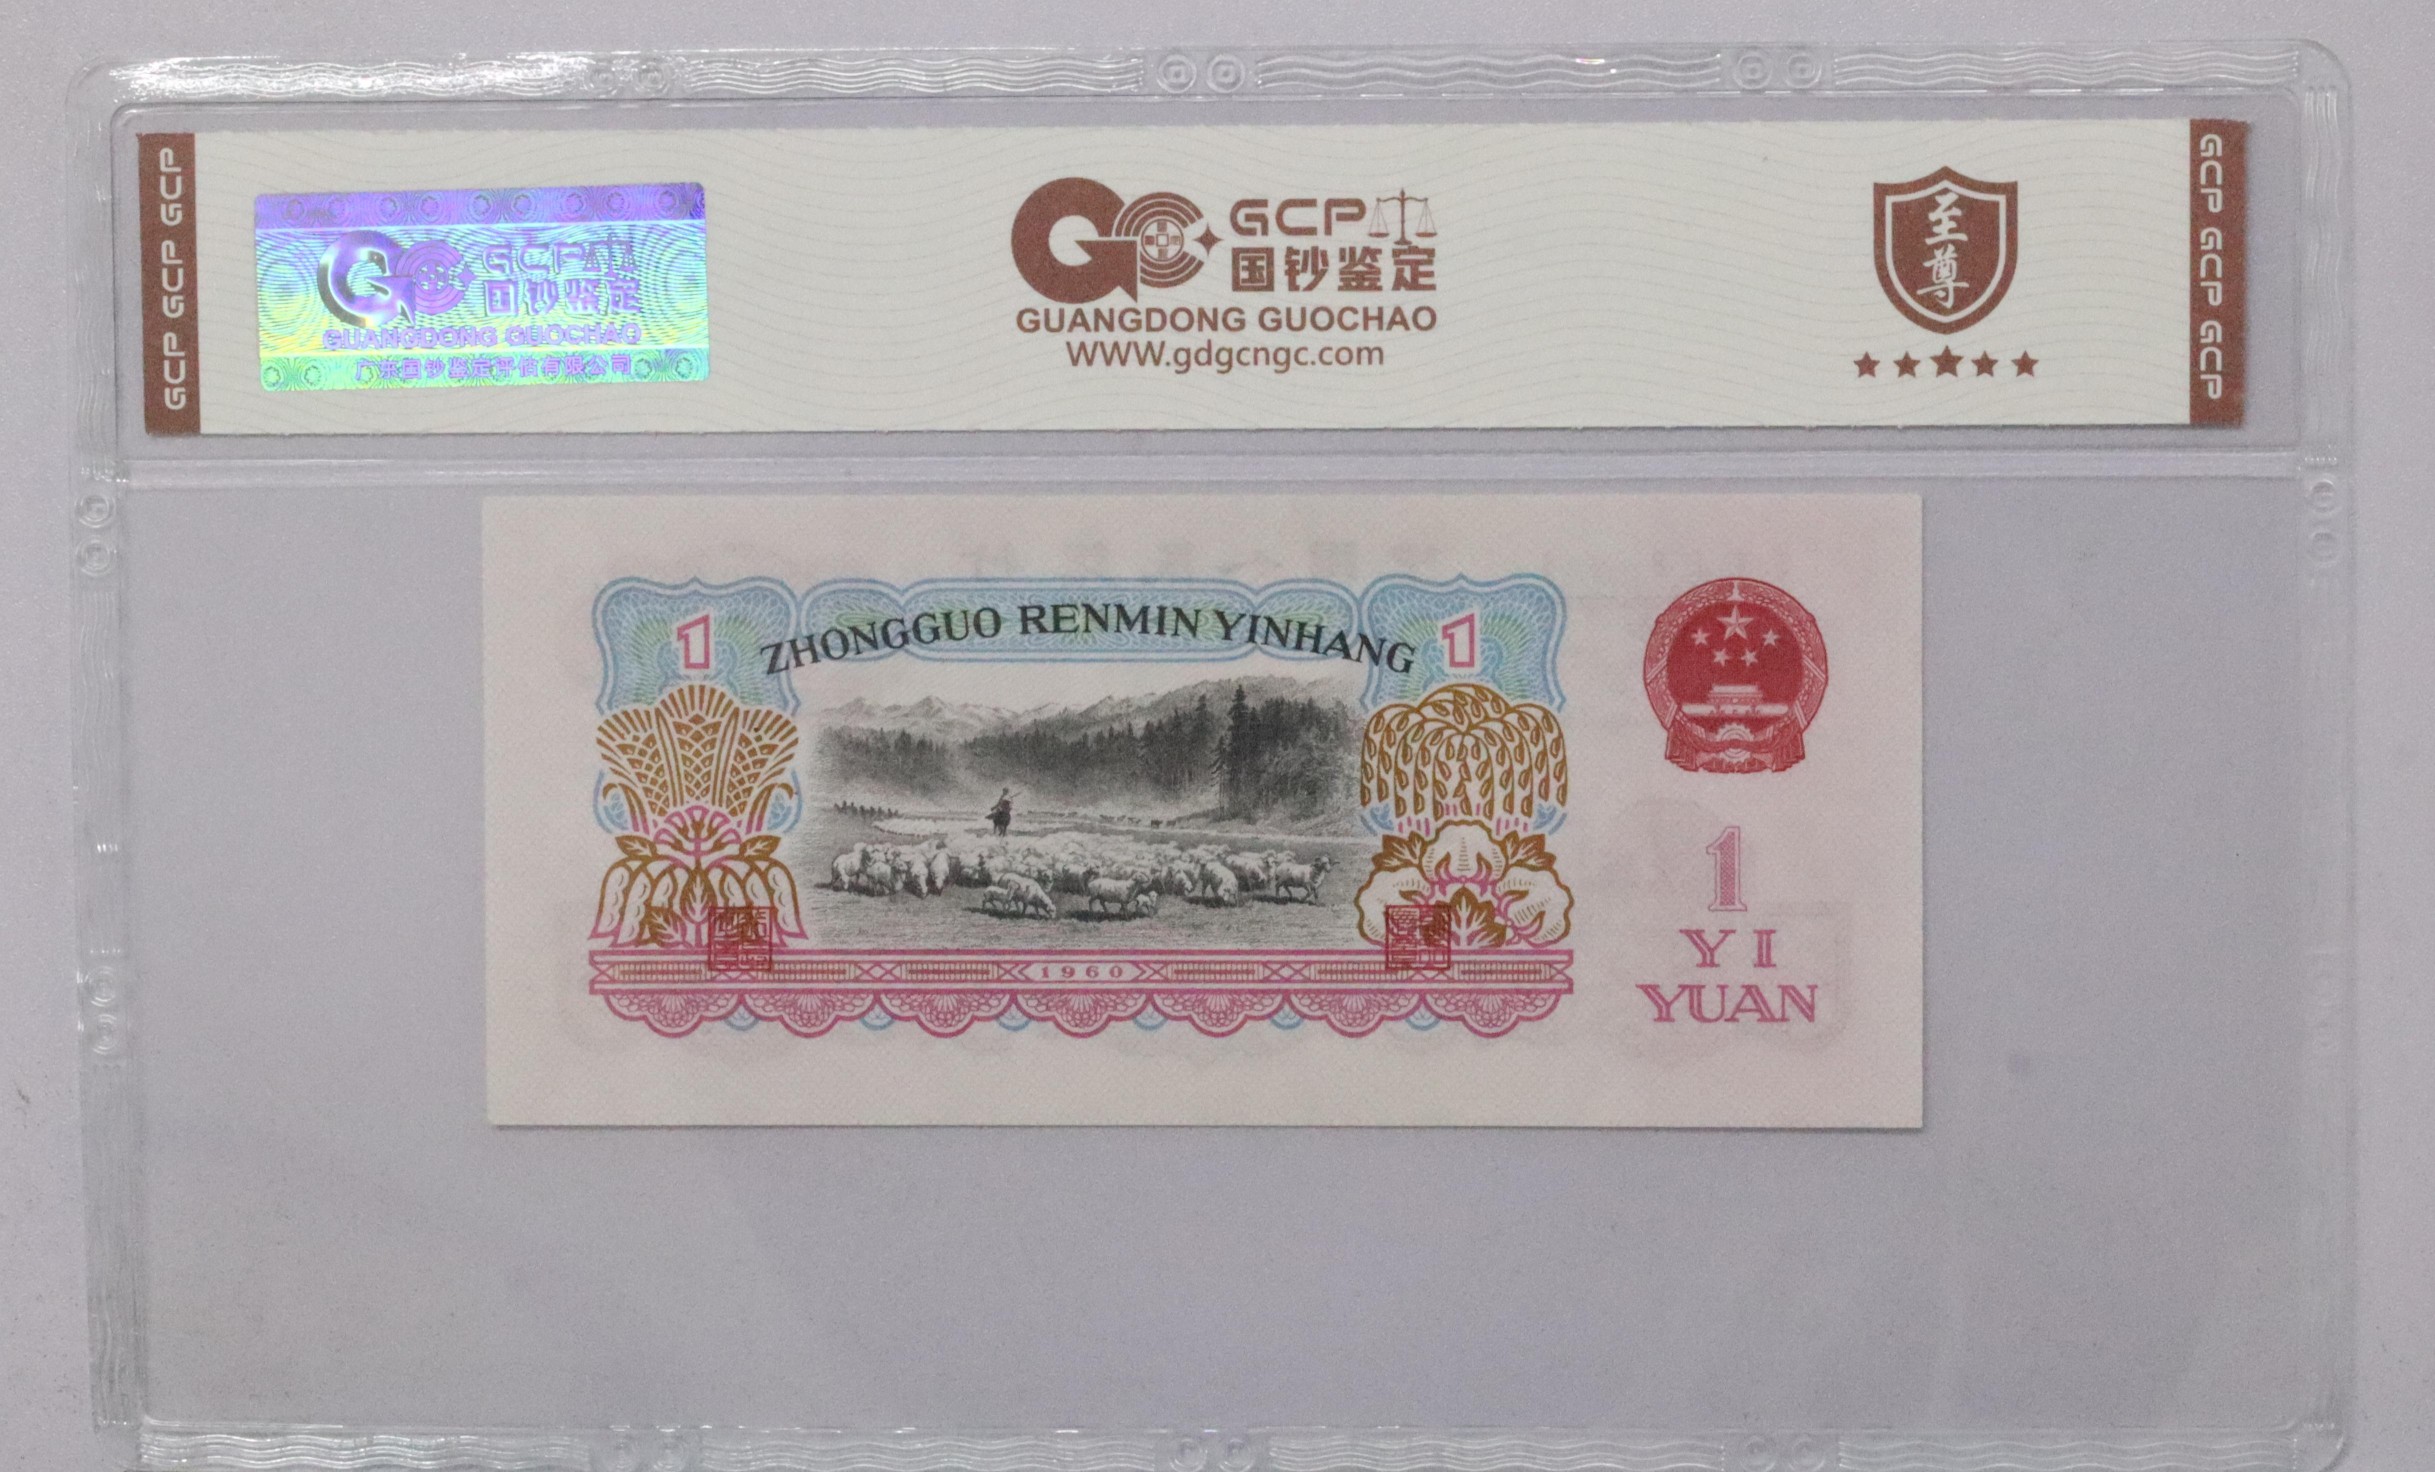 GCP GCP GCP
GCP
国钞鉴定
GUANGDONG GUOCHAO
广东国钞鉴定评估有限公司
GCP
国钞鉴定
GUANGDONG GUOCHAO
WWW.gdgcngc.com
至尊
GCP GCP GCP
1
ZHONGGUO RENMIN YINHANG
1
1960
1
YI
YUAN